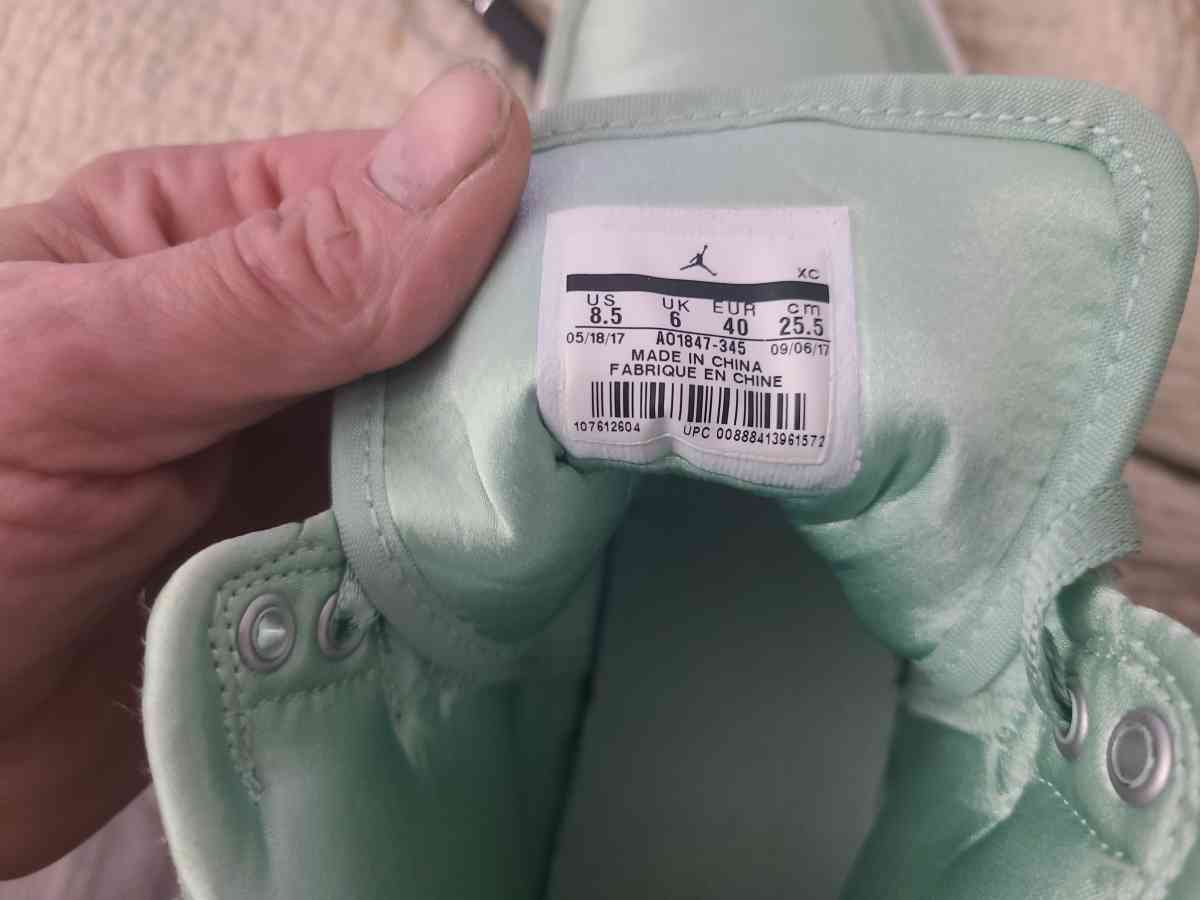 XC
US UK EUR cm
8.5 6 40 25.5
05/18/17 AO1847-345 09/06/17
MADE IN CHINA
FABRIQUE EN CHINE
107612604 UPC 00888413961572